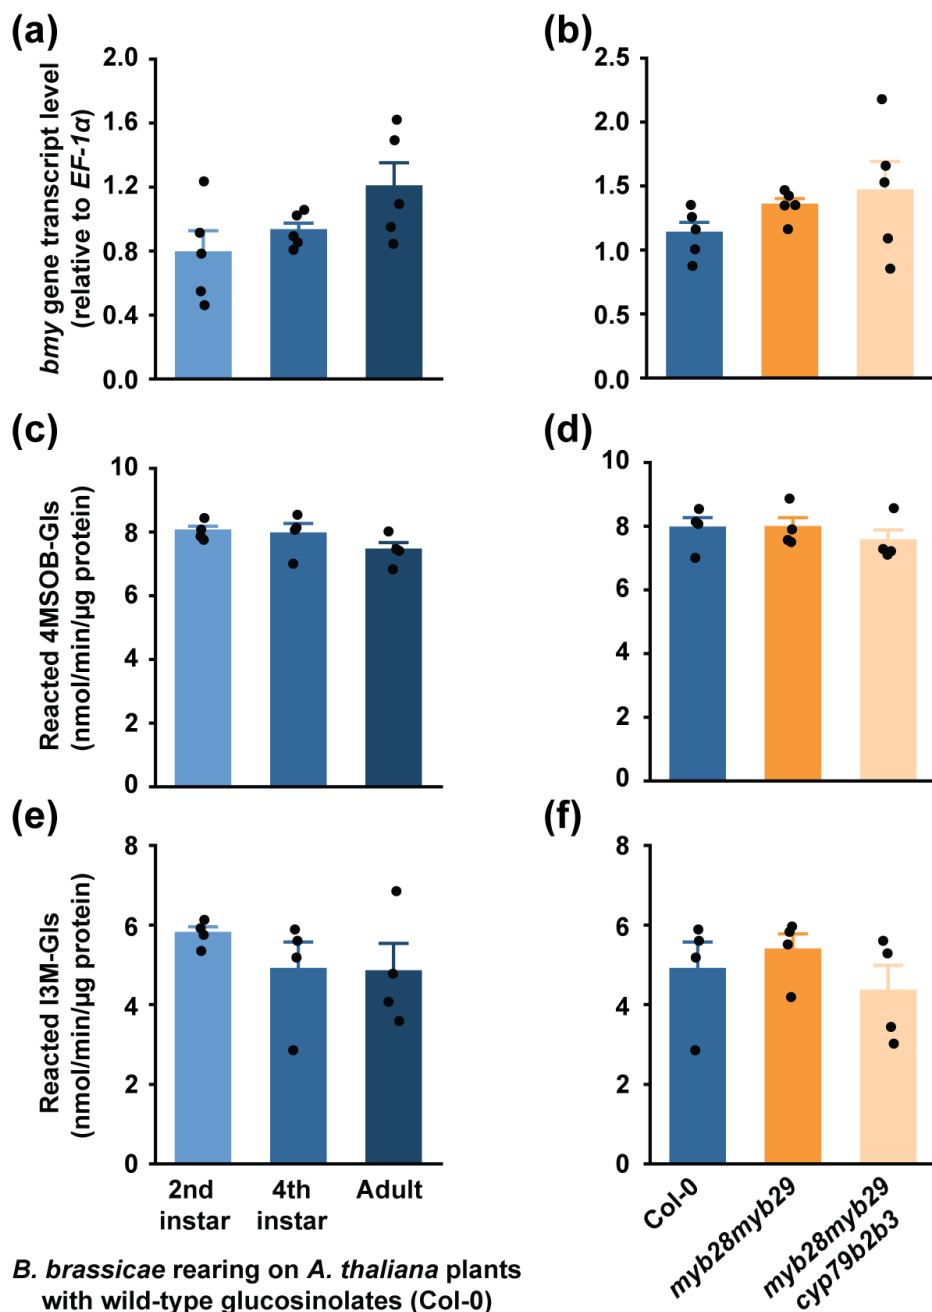 (a)
bmy gene transcript level
(relative to EF-1α)
2.0
1.6
1.2
0.8
0.4
0.0
(b)
2.5
2.0
1.5
1.0
0.5
0.0
(c)
Reacted 4MSOB-Gls
(nmol/min/µg protein)
10
8
6
4
2
0
(d)
10
8
6
4
2
0
(e)
Reacted I3M-Gls
(nmol/min/µg protein)
8
6
4
2
0
2nd
instar
4th
instar
Adult
B. brassicae rearing on A. thaliana plants
with wild-type glucosinolates (Col-0)
(f)
8
6
4
2
0
Col-0
myb28myb29
myb28myb29
cyp79b2b3